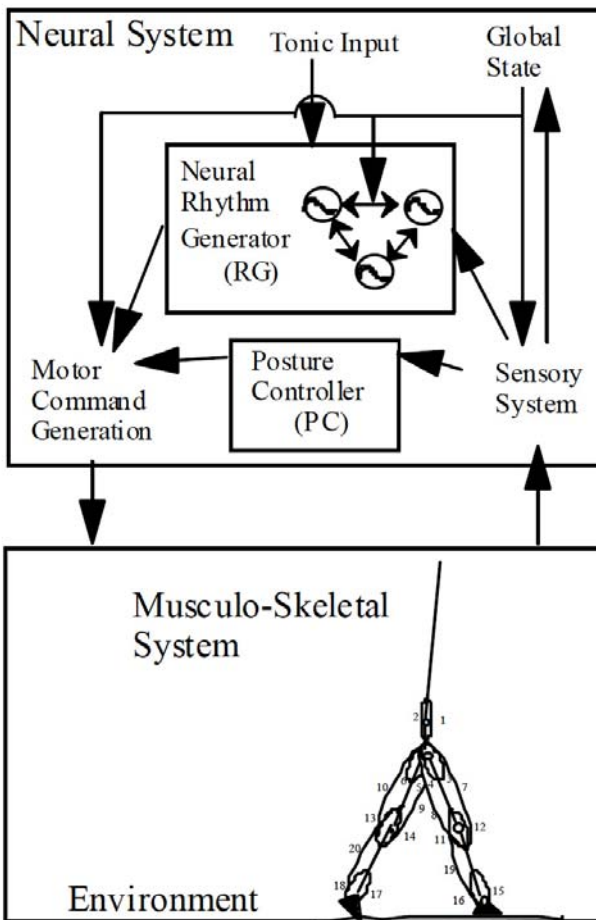 Neural System
Tonic Input
Global
State
Neural
Rhythm
Generator
(RG)
Motor
Command
Generation
Posture
Controller
(PC)
Sensory
System
Musculo-Skeletal
System
2 1
10 6 5 4 3 7
9 8
13 14 11 12
20 19
18 17 16 15
Environment